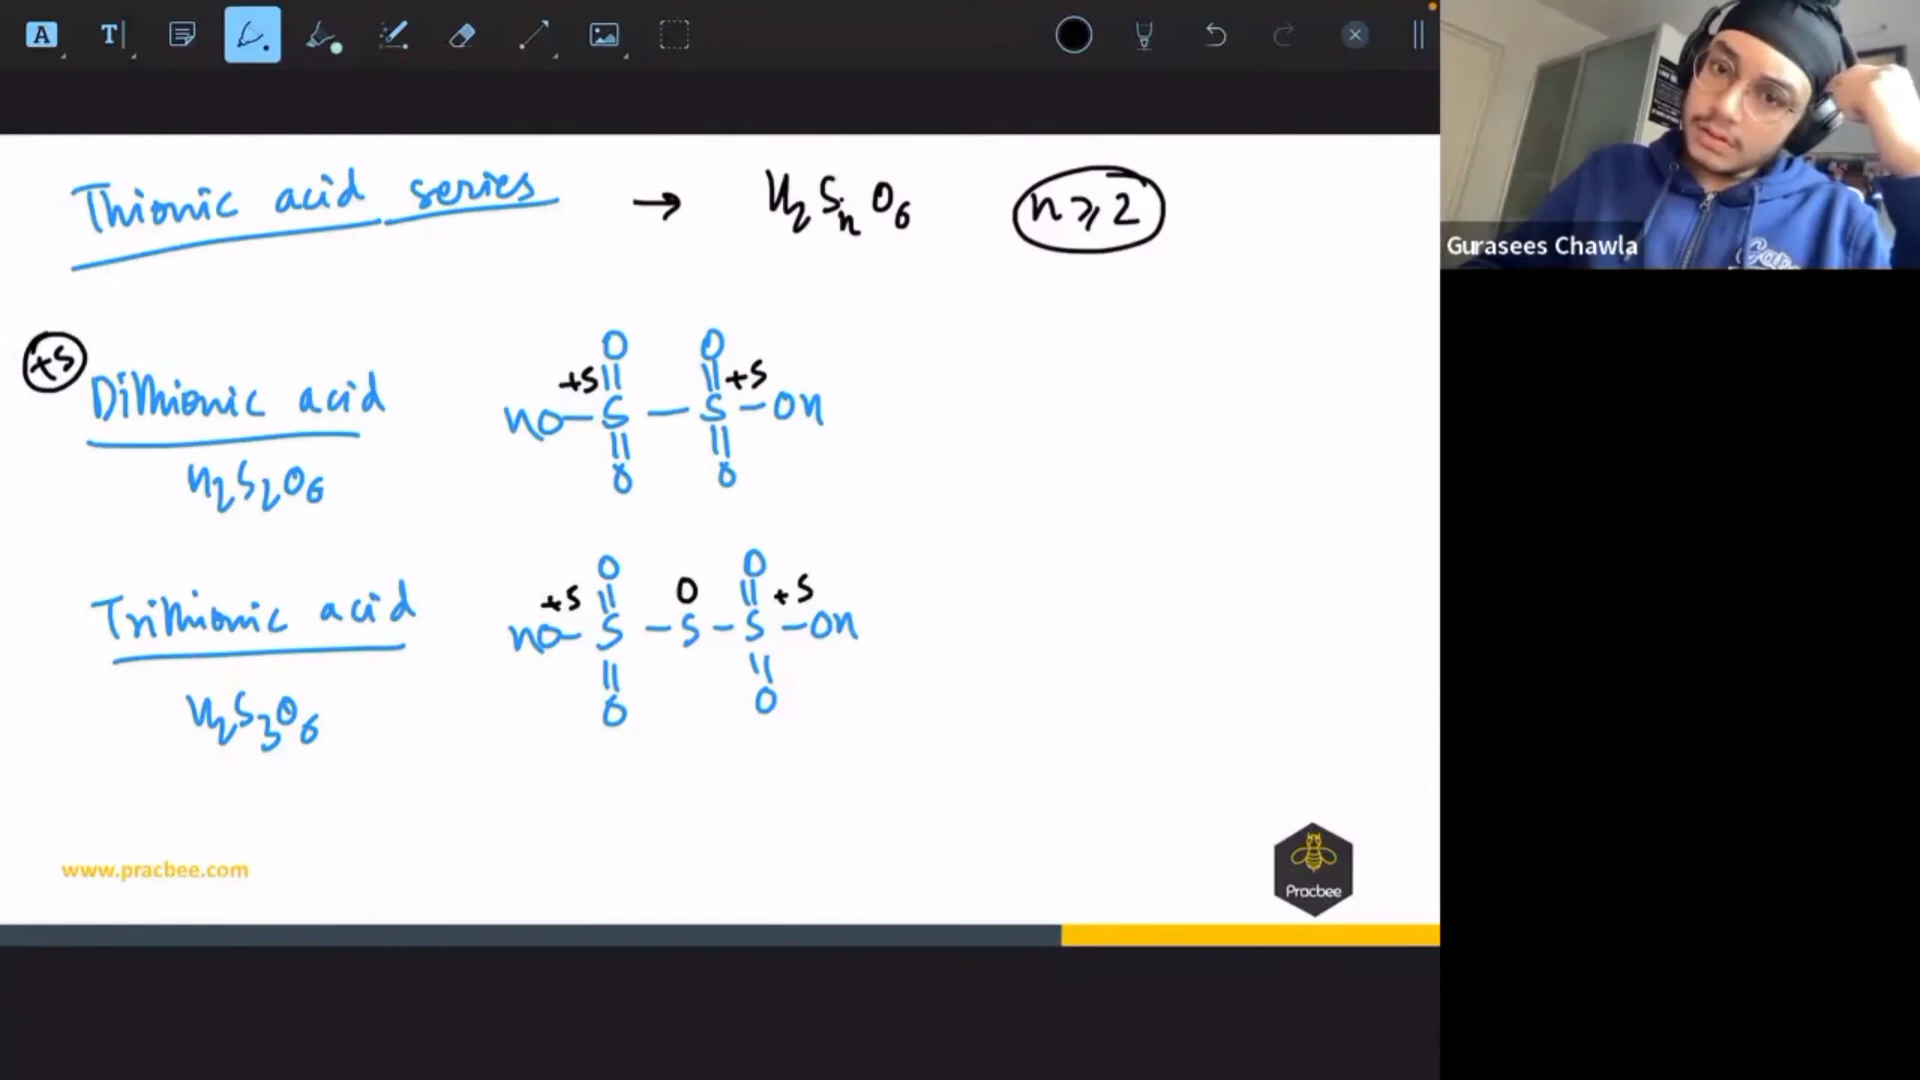 Thionic acid series → H₂SₙO₆ n ⩾ 2
Gurasees Chawla
+5
Dithionic acid
H₂S₂O₆
O O
+5 +5
HO–S–S–OH
O O
Trithionic acid
H₂S₃O₆
O O O
+5 +5
HO–S–S–S–OH
O O
www.pracbee.com
Pracbee